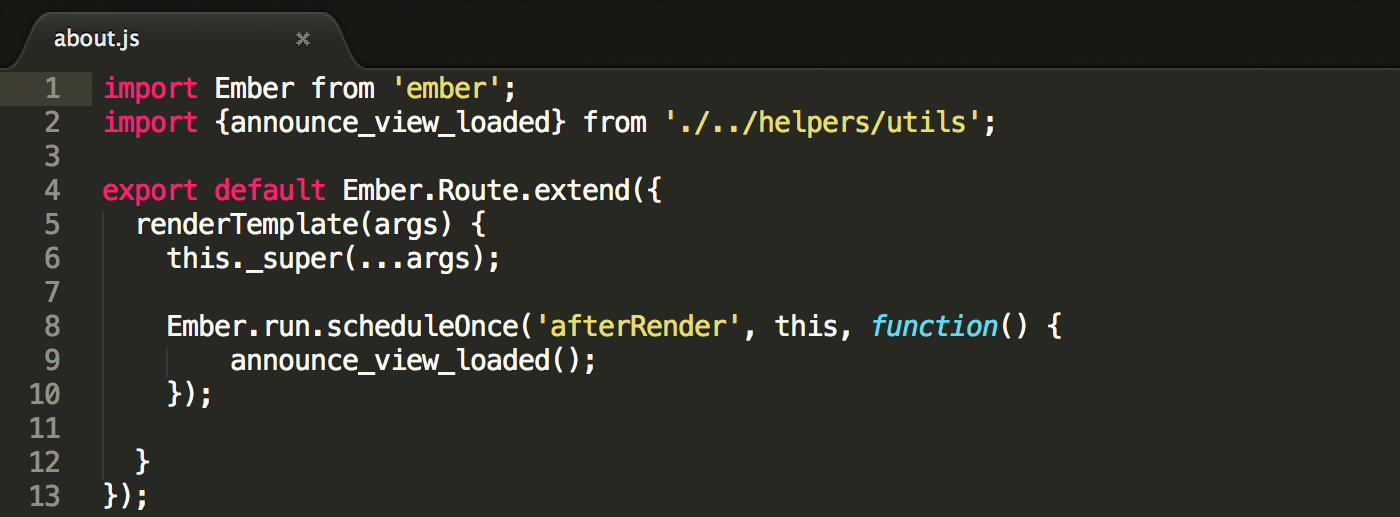 about.js ×
1 import Ember from 'ember';
2 import {announce_view_loaded} from './../helpers/utils';
3
4 export default Ember.Route.extend({
5   renderTemplate(args) {
6     this._super(...args);
7
8     Ember.run.scheduleOnce('afterRender', this, function() {
9         announce_view_loaded();
10     });
11
12   }
13 });